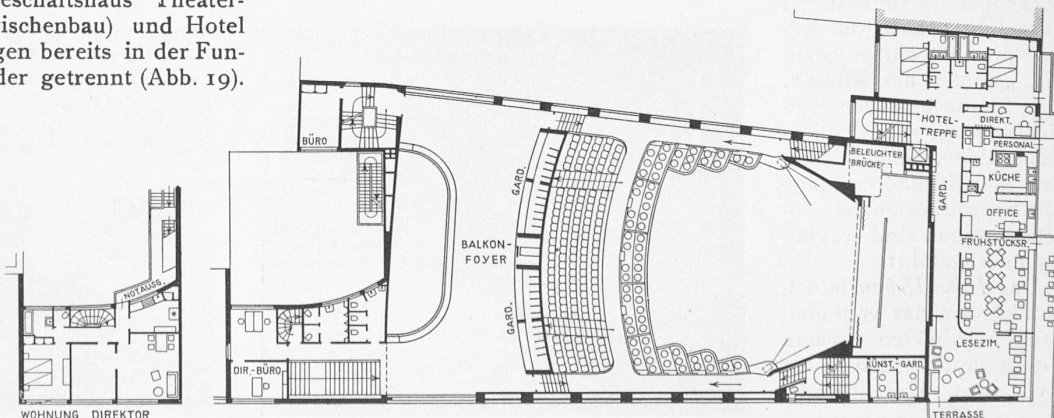 eschäftshaus Theater-
ischenbau) und Hotel
gen bereits in der Fun-
der getrennt (Abb. 19).
BÜRO
HOTEL-
TREPPE
DIREKT.
PERSONAL
BELEUCHTER
BRÜCKE
KÜCHE
GARD.
GARD.
OFFICE
BALKON-
FOYER
FRÜHSTÜCKSR.
NOTAUSG.
GARD.
LESEZIM.
DIR.-BÜRO
KÜNST.-GARD.
WOHNUNG DIREKTOR
TERRASSE